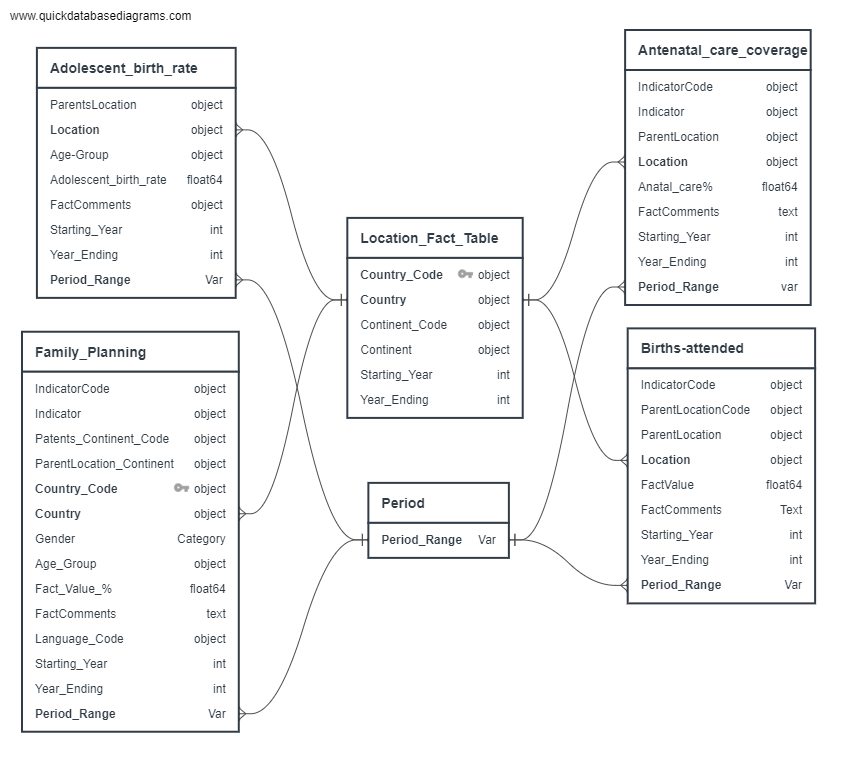 www.quickdatabasediagrams.com
Adolescent_birth_rate
ParentsLocation object
Location object
Age-Group object
Adolescent_birth_rate float64
FactComments object
Starting_Year int
Year_Ending int
Period_Range Var
Family_Planning
IndicatorCode object
Indicator object
Patents_Continent_Code object
ParentLocation_Continent object
Country_Code object
Country object
Gender Category
Age_Group object
Fact_Value_% float64
FactComments text
Language_Code object
Starting_Year int
Year_Ending int
Period_Range Var
Location_Fact_Table
Country_Code object
Country object
Continent_Code object
Continent object
Starting_Year int
Year_Ending int
Period
Period_Range Var
Antenatal_care_coverage
IndicatorCode object
Indicator object
ParentLocation object
Location object
Anatal_care% float64
FactComments text
Starting_Year int
Year_Ending int
Period_Range var
Births-attended
IndicatorCode object
ParentLocationCode object
ParentLocation object
Location object
FactValue float64
FactComments Text
Starting_Year int
Year_Ending int
Period_Range Var